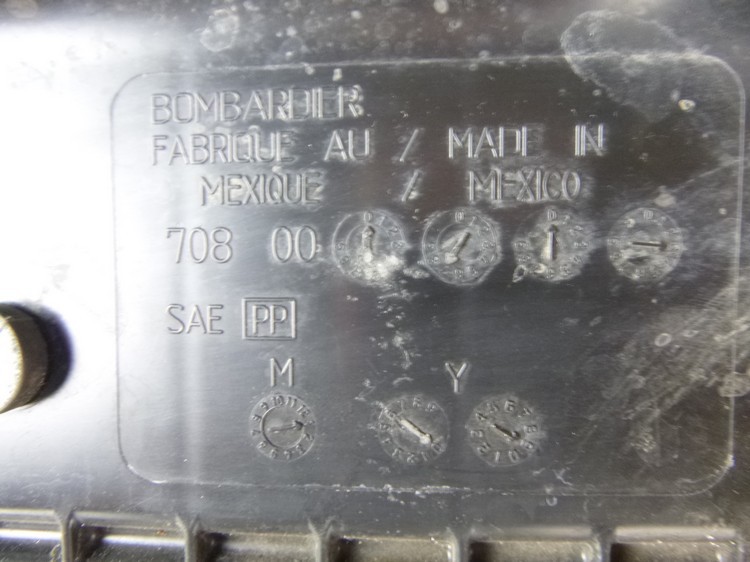 BOMBARDIER
FABRIQUE AU / MADE IN
MEXIQUE / MEXICO
708 00
SAE PP
M Y